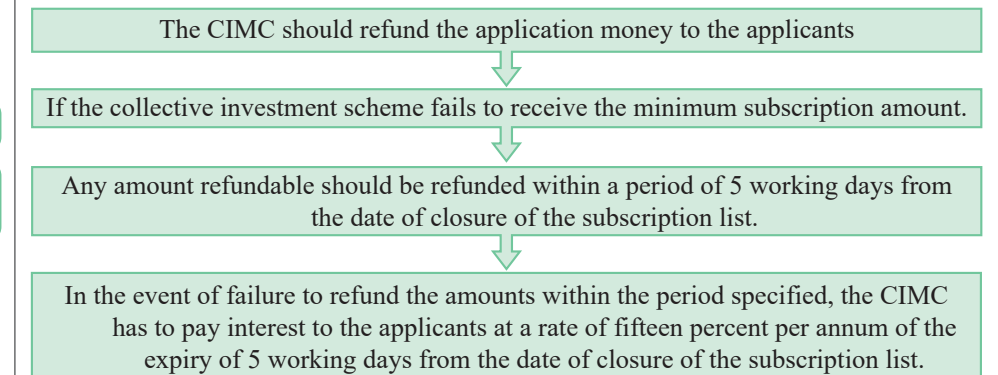 The CIMC should refund the application money to the applicants
If the collective investment scheme fails to receive the minimum subscription amount.
Any amount refundable should be refunded within a period of 5 working days from
the date of closure of the subscription list.
In the event of failure to refund the amounts within the period specified, the CIMC
has to pay interest to the applicants at a rate of fifteen percent per annum of the
expiry of 5 working days from the date of closure of the subscription list.